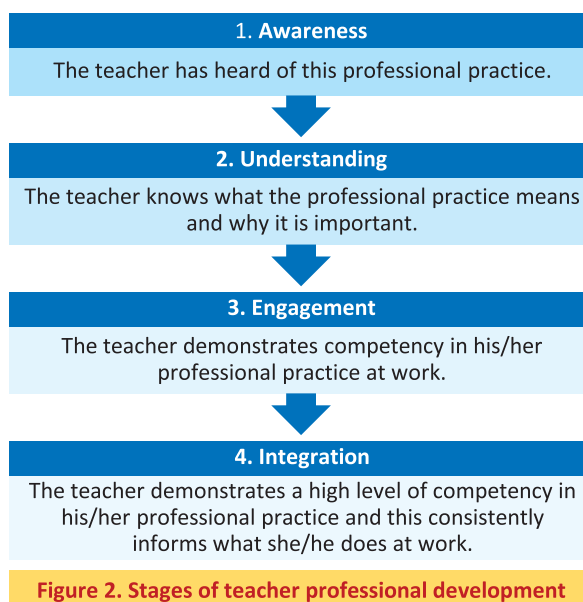 1. Awareness
The teacher has heard of this professional practice.
2. Understanding
The teacher knows what the professional practice means
and why it is important.
3. Engagement
The teacher demonstrates competency in his/her
professional practice at work.
4. Integration
The teacher demonstrates a high level of competency in
his/her professional practice and this consistently
informs what she/he does at work.
Figure 2. Stages of teacher professional development